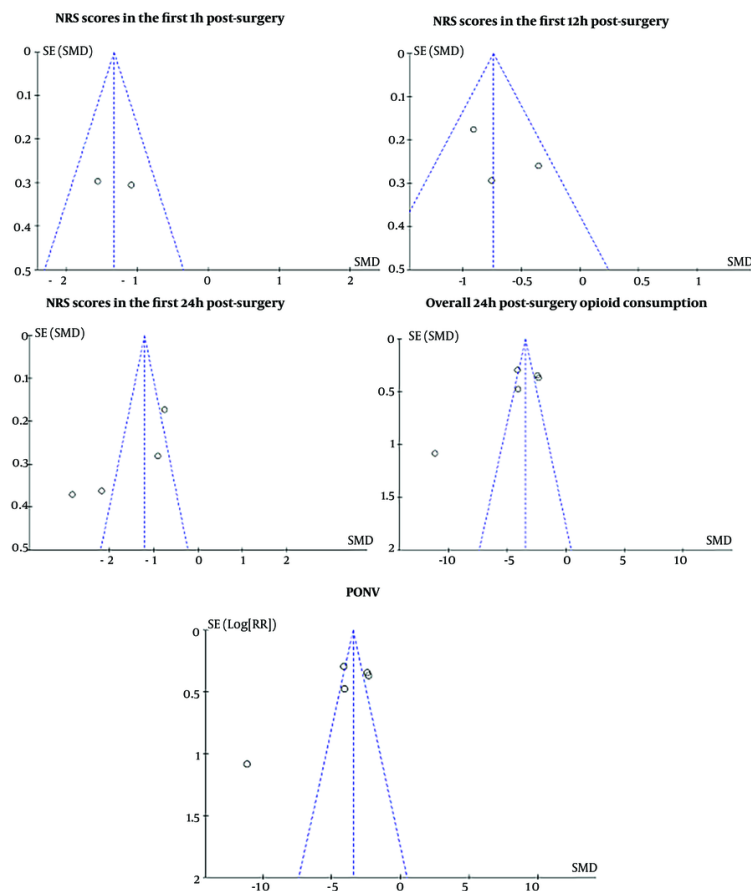 NRS scores in the first 1h post-surgery
SE (SMD)
0
0.1
0.2
0.3
0.4
0.5
-2 -1 0 1 2
SMD
NRS scores in the first 12h post-surgery
SE (SMD)
0
0.1
0.2
0.3
0.4
0.5
-1 -0.5 0 0.5 1
SMD
NRS scores in the first 24h post-surgery
SE (SMD)
0
0.1
0.2
0.3
0.4
0.5
-2 -1 0 1 2
SMD
Overall 24h post-surgery opioid consumption
SE (SMD)
0
0.5
1
1.5
2
-10 -5 0 5 10
SMD
PONV
SE (Log[RR])
0
0.5
1
1.5
2
-10 -5 0 5 10
SMD